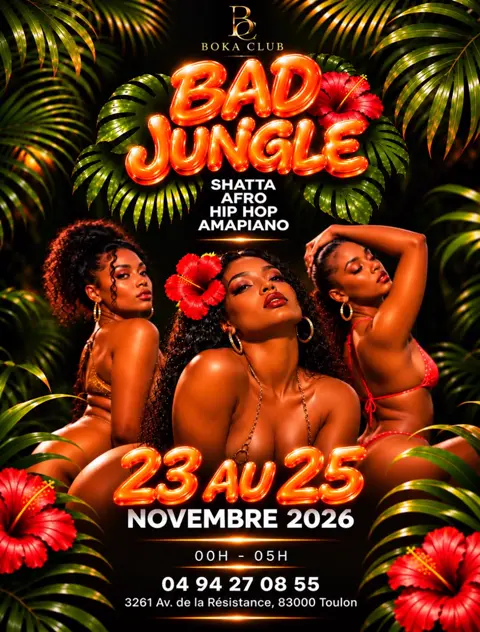 BC
BOKA CLUB
BAD
JUNGLE
SHATTA
AFRO
HIP HOP
AMAPIANO
23 AU 25
NOVEMBRE 2026
00H - 05H
04 94 27 08 55
3261 Av. de la Résistance, 83000 Toulon